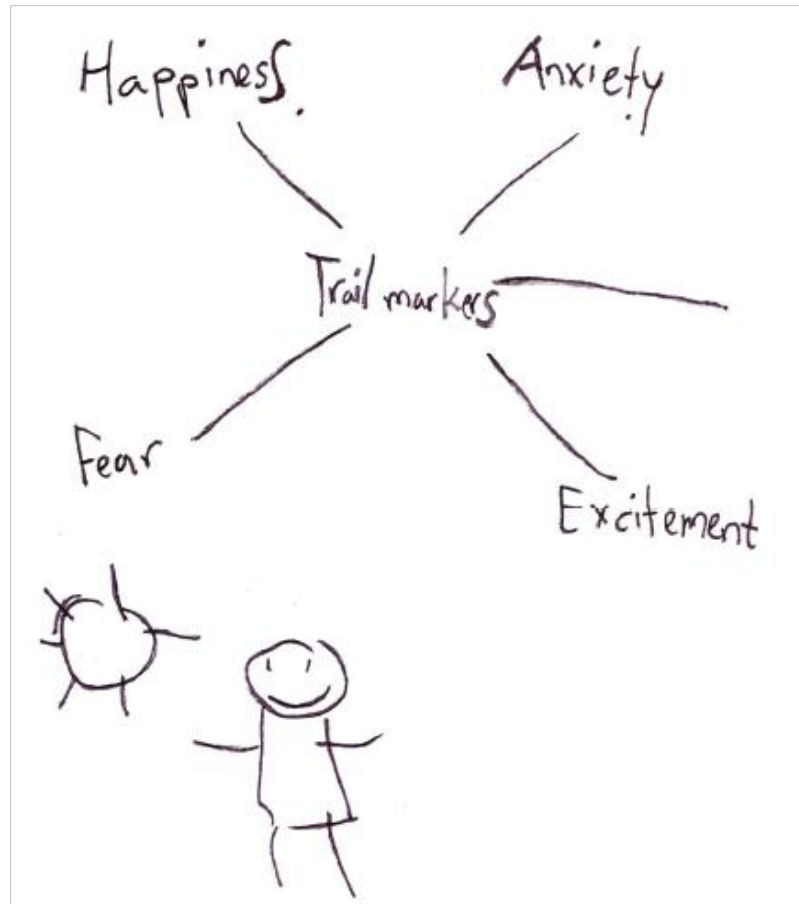 Happiness.
Anxiety
Trail markers
Fear
Excitement